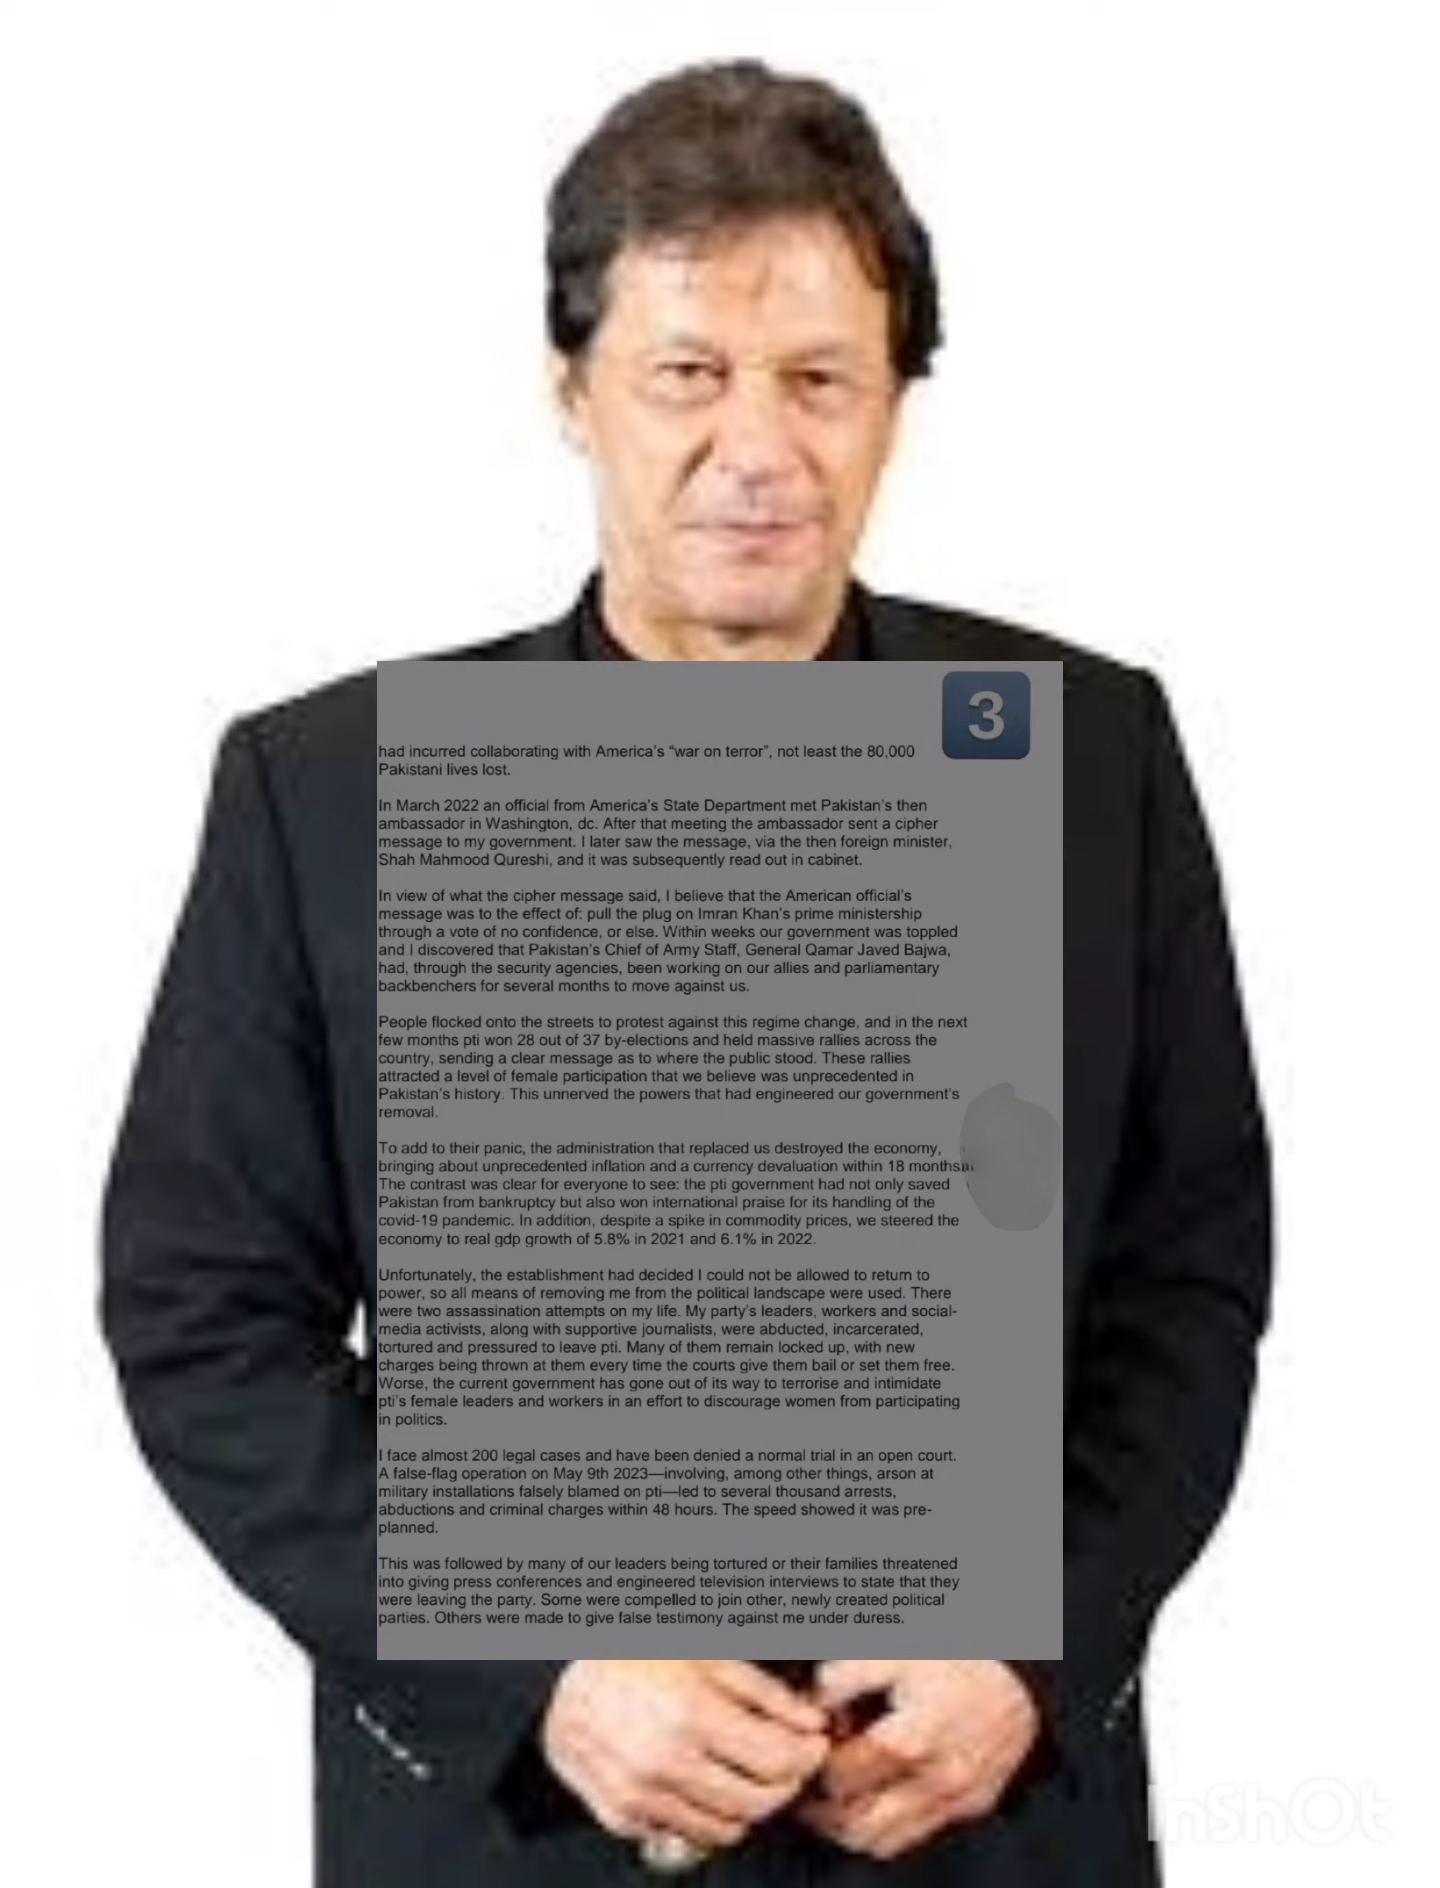 3
had incurred collaborating with America’s “war on terror”, not least the 80,000
Pakistani lives lost.
In March 2022 an official from America’s State Department met Pakistan’s then
ambassador in Washington, dc. After that meeting the ambassador sent a cipher
message to my government. I later saw the message, via the then foreign minister,
Shah Mahmood Qureshi, and it was subsequently read out in cabinet.
In view of what the cipher message said, I believe that the American official’s
message was to the effect of: pull the plug on Imran Khan’s prime ministership
through a vote of no confidence, or else. Within weeks our government was toppled
and I discovered that Pakistan’s Chief of Army Staff, General Qamar Javed Bajwa,
had, through the security agencies, been working on our allies and parliamentary
backbenchers for several months to move against us.
People flocked onto the streets to protest against this regime change, and in the next
few months pti won 28 out of 37 by-elections and held massive rallies across the
country, sending a clear message as to where the public stood. These rallies
attracted a level of female participation that we believe was unprecedented in
Pakistan’s history. This unnerved the powers that had engineered our government’s
removal.
To add to their panic, the administration that replaced us destroyed the economy,
bringing about unprecedented inflation and a currency devaluation within 18 months.
The contrast was clear for everyone to see: the pti government had not only saved
Pakistan from bankruptcy but also won international praise for its handling of the
covid-19 pandemic. In addition, despite a spike in commodity prices, we steered the
economy to real gdp growth of 5.8% in 2021 and 6.1% in 2022.
Unfortunately, the establishment had decided I could not be allowed to return to
power, so all means of removing me from the political landscape were used. There
were two assassination attempts on my life. My party’s leaders, workers and social-
media activists, along with supportive journalists, were abducted, incarcerated,
tortured and pressured to leave pti. Many of them remain locked up, with new
charges being thrown at them every time the courts give them bail or set them free.
Worse, the current government has gone out of its way to terrorise and intimidate
pti’s female leaders and workers in an effort to discourage women from participating
in politics.
I face almost 200 legal cases and have been denied a normal trial in an open court.
A false-flag operation on May 9th 2023—involving, among other things, arson at
military installations falsely blamed on pti—led to several thousand arrests,
abductions and criminal charges within 48 hours. The speed showed it was pre-
planned.
This was followed by many of our leaders being tortured or their families threatened
into giving press conferences and engineered television interviews to state that they
were leaving the party. Some were compelled to join other, newly created political
parties. Others were made to give false testimony against me under duress.
InShOt